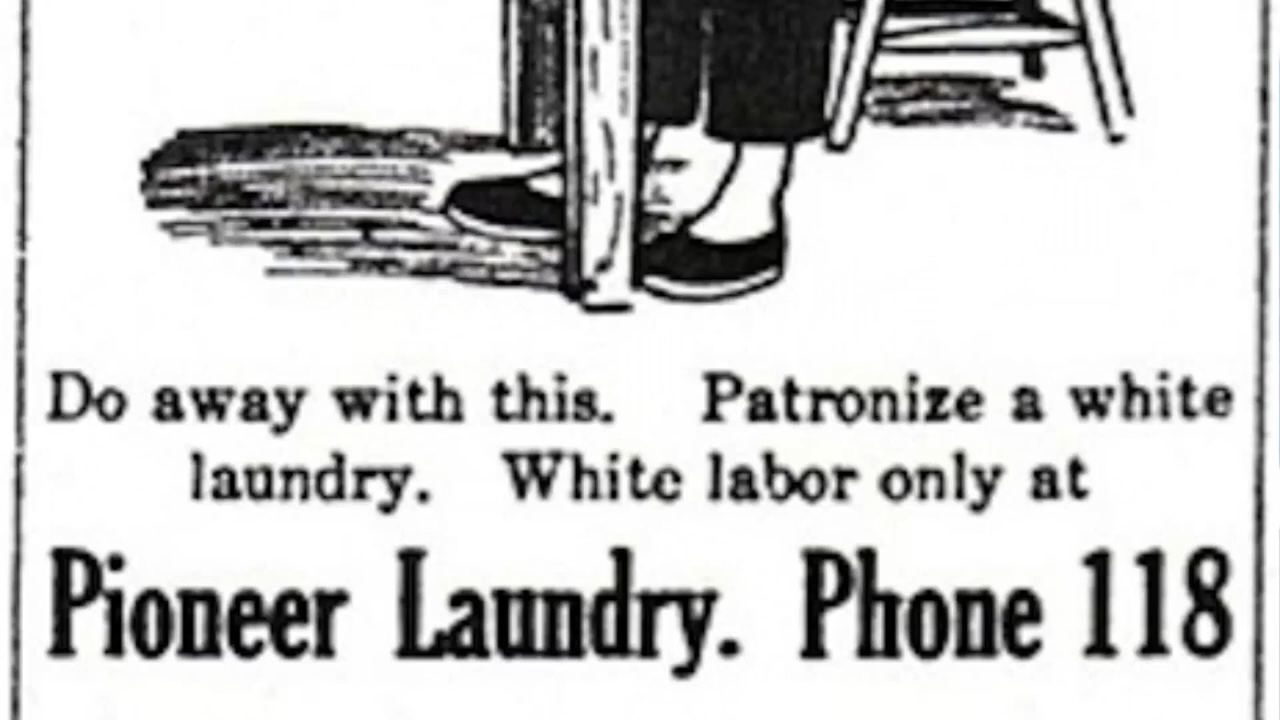 Do away with this. Patronize a white
laundry. White labor only at
Pioneer Laundry. Phone 118